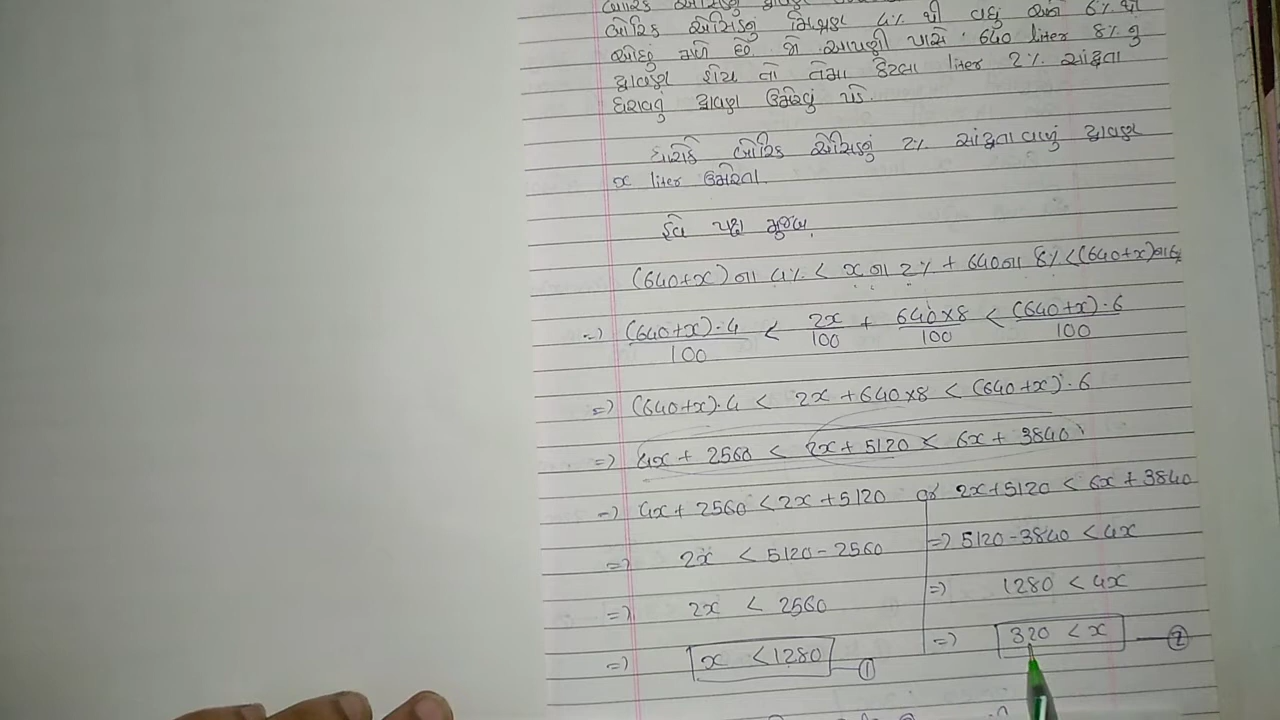 બોરિક એસિડનું મિશ્રણ 4% થી વધુ અને 6% થી
ઓછું મળે છે જો આપણી પાસે 640 liter 8% નુ
દ્રાવણ હોય તો તેમા કેટલા liter 2% સાંદ્રતા
ધરાવતું દ્રાવણ ઉમેરવું પડે.
ધારોકે બોરિક એસિડનું 2% સાંદ્રતા વાળું દ્રાવણ
x liter ઉમેરતા.
હવે મુજબ,
(640+x) ના 4% < x ના 2% + 640 ના 8% < (640+x) ના 6
=) (640+x)·4/100 < 2x/100 + 640×8/100 < (640+x)·6/100
=) (640+x)·4 < 2x + 640×8 < (640+x)·6
=) 4x + 2560 < 2x + 5120 < 6x + 3840
=) 4x + 2560 < 2x + 5120 or 2x+5120 < 6x + 3840
=) 2x < 5120 - 2560 =) 5120-3840 < 4x
=) 2x < 2560 =) 1280 < 4x
=) x < 1280 — ① =) 320 < x — ②